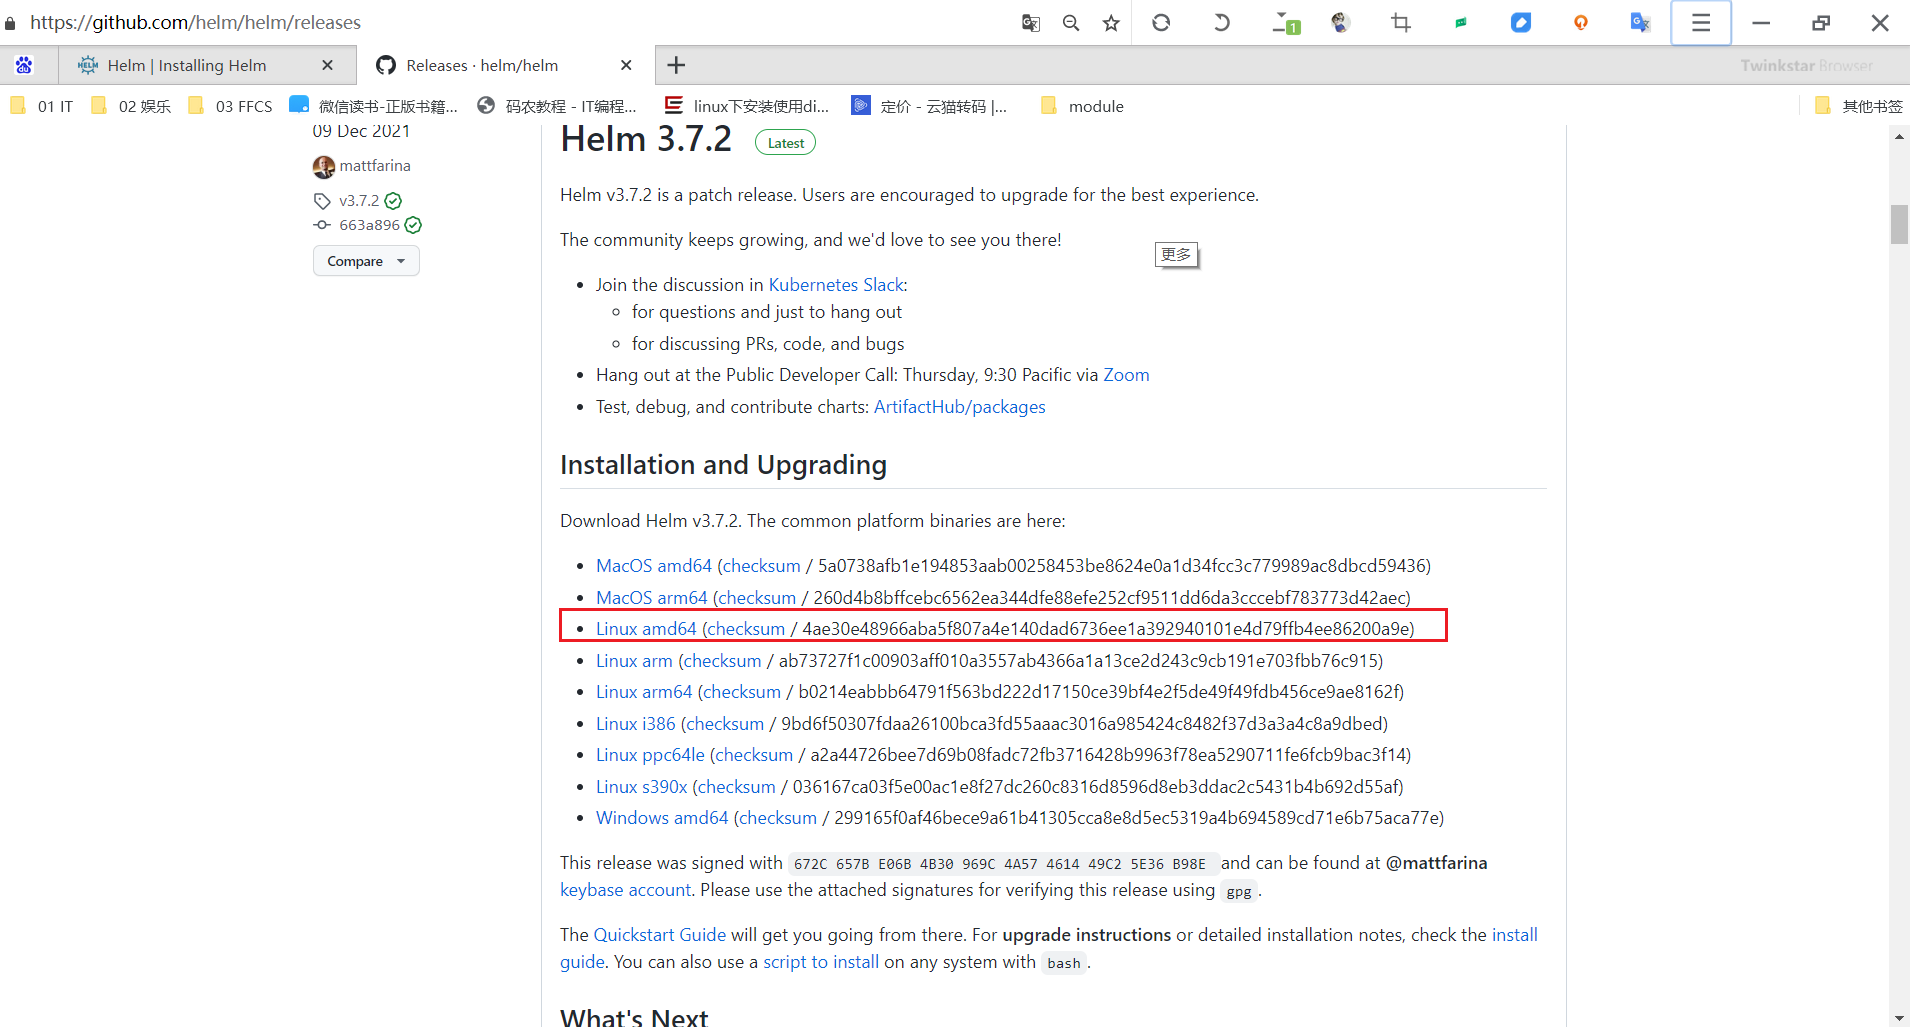 https://github.com/helm/helm/releases
1
Helm | Installing Helm
Releases · helm/helm
Twinkstar Browser
01 IT
02 娱乐
03 FFCS
微信读书-正版书籍...
码农教程 - IT编程...
linux下安装使用di...
定价 - 云猫转码 |...
module
其他书签
09 Dec 2021
mattfarina
v3.7.2
663a896
Compare
Helm 3.7.2 Latest
Helm v3.7.2 is a patch release. Users are encouraged to upgrade for the best experience.
The community keeps growing, and we'd love to see you there!
更多
• Join the discussion in Kubernetes Slack:
◦ for questions and just to hang out
◦ for discussing PRs, code, and bugs
• Hang out at the Public Developer Call: Thursday, 9:30 Pacific via Zoom
• Test, debug, and contribute charts: ArtifactHub/packages
Installation and Upgrading
Download Helm v3.7.2. The common platform binaries are here:
• MacOS amd64 (checksum / 5a0738afb1e194853aab00258453be8624e0a1d34fcc3c779989ac8dbcd59436)
• MacOS arm64 (checksum / 260d4b8bffcebc6562ea344dfe88efe252cf9511dd6da3cccebf783773d42aec)
• Linux amd64 (checksum / 4ae30e48966aba5f807a4e140dad6736ee1a392940101e4d79ffb4ee86200a9e)
• Linux arm (checksum / ab73727f1c00903aff010a3557ab4366a1a13ce2d243c9cb191e703fbb76c915)
• Linux arm64 (checksum / b0214eabbb64791f563bd222d17150ce39bf4e2f5de49f49fdb456ce9ae8162f)
• Linux i386 (checksum / 9bd6f50307fdaa26100bca3fd55aaac3016a985424c8482f37d3a3a4c8a9dbed)
• Linux ppc64le (checksum / a2a44726bee7d69b08fadc72fb3716428b9963f78ea5290711fe6fcb9bac3f14)
• Linux s390x (checksum / 036167ca03f5e00ac1e8f27dc260c8316d8596d8eb3ddac2c5431b4b692d55af)
• Windows amd64 (checksum / 299165f0af46bece9a61b41305cca8e8d5ec5319a4b694589cd71e6b75aca77e)
This release was signed with 672C 657B E06B 4B30 969C 4A57 4614 49C2 5E36 B98E and can be found at @mattfarina
keybase account. Please use the attached signatures for verifying this release using gpg.
The Quickstart Guide will get you going from there. For upgrade instructions or detailed installation notes, check the install
guide. You can also use a script to install on any system with bash.
What's Next